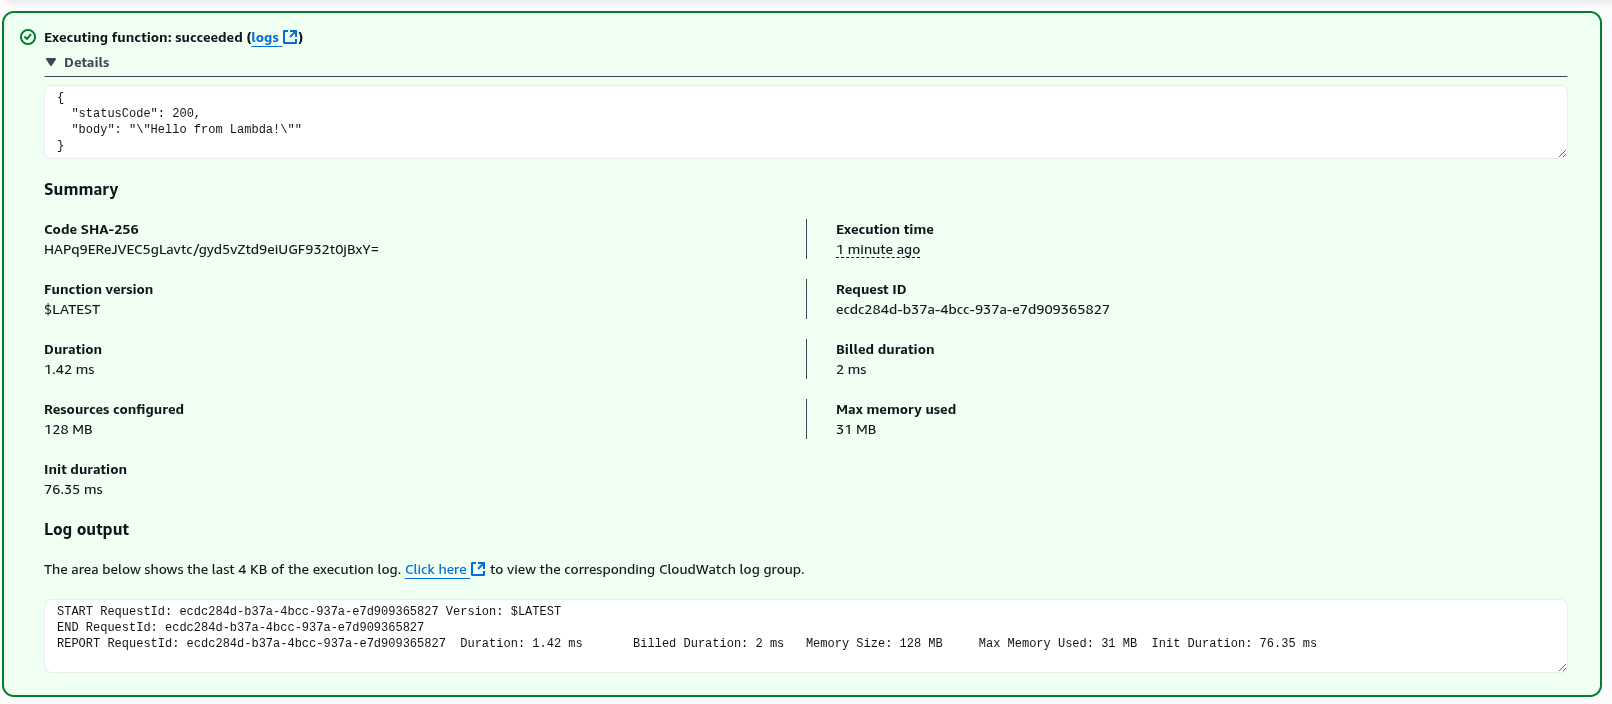 Executing function: succeeded (logs)
Details
{
  "statusCode": 200,
  "body": "\"Hello from Lambda!\""
}
Summary
Code SHA-256
HAPq9EReJVEC5gLavtc/gyd5vZtd9eiUGF932t0jBxY=
Execution time
1 minute ago
Function version
$LATEST
Request ID
ecdc284d-b37a-4bcc-937a-e7d909365827
Duration
1.42 ms
Billed duration
2 ms
Resources configured
128 MB
Max memory used
31 MB
Init duration
76.35 ms
Log output
The area below shows the last 4 KB of the execution log. Click here to view the corresponding CloudWatch log group.
START RequestId: ecdc284d-b37a-4bcc-937a-e7d909365827 Version: $LATEST
END RequestId: ecdc284d-b37a-4bcc-937a-e7d909365827
REPORT RequestId: ecdc284d-b37a-4bcc-937a-e7d909365827  Duration: 1.42 ms       Billed Duration: 2 ms   Memory Size: 128 MB     Max Memory Used: 31 MB  Init Duration: 76.35 ms